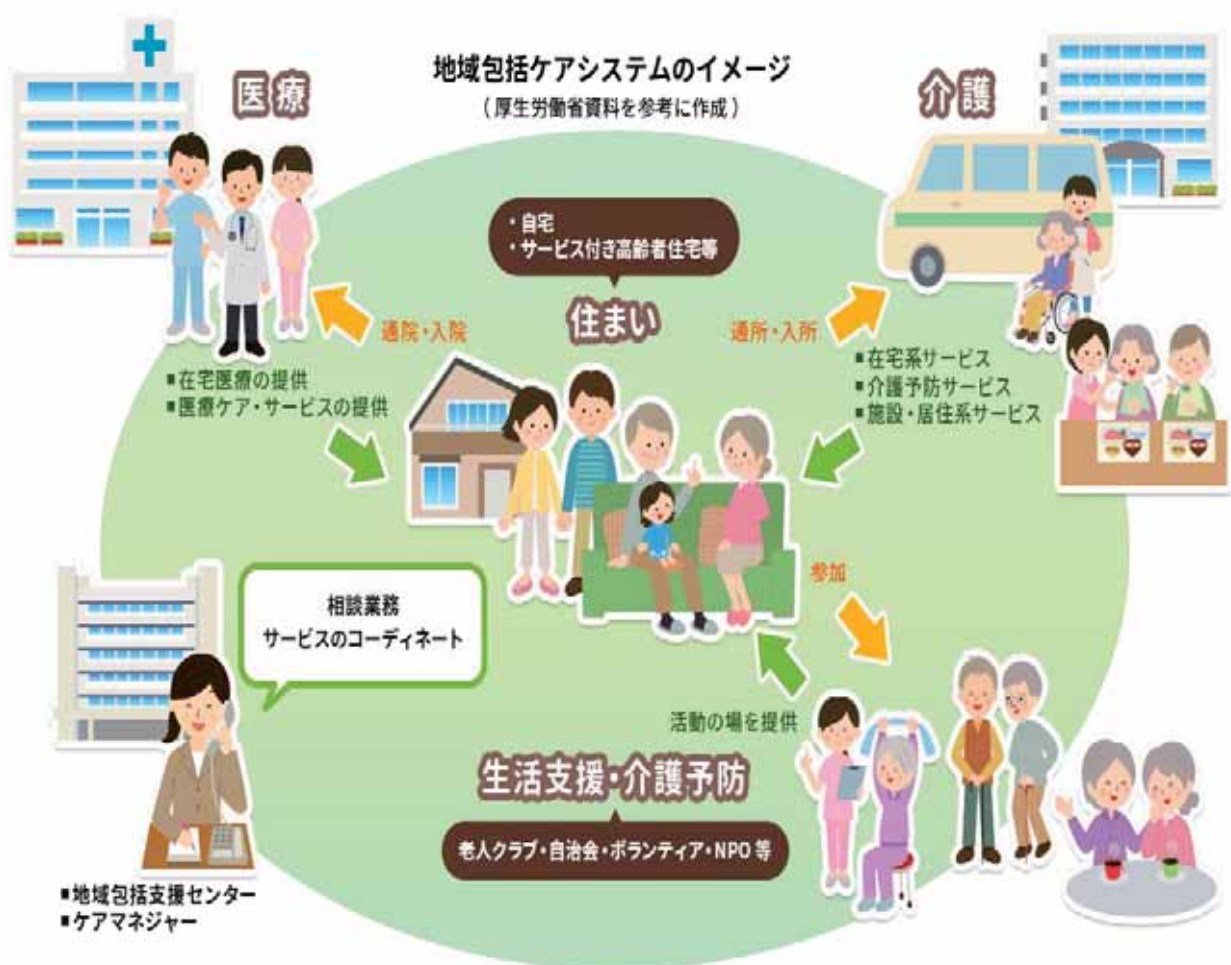 地域包括ケアシステムのイメージ
(厚生労働省資料を参考に作成)
医療
介護
・自宅
・サービス付き高齢者住宅等
住まい
通院・入院
通所・入所
■在宅医療の提供
■医療ケア・サービスの提供
■在宅系サービス
■介護予防サービス
■施設・居住系サービス
参加
相談業務
サービスのコーディネート
活動の場を提供
生活支援・介護予防
老人クラブ・自治会・ボランティア・NPO 等
■地域包括支援センター
■ケアマネジャー